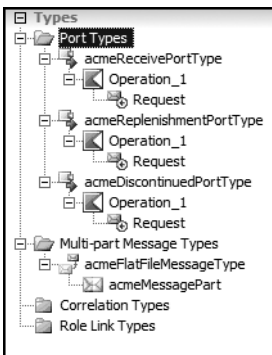 Types
Port Types
acmeReceivePortType
Operation_1
Request
acmeReplenishmentPortType
Operation_1
Request
acmeDiscontinuedPortType
Operation_1
Request
Multi-part Message Types
acmeFlatFileMessageType
acmeMessagePart
Correlation Types
Role Link Types